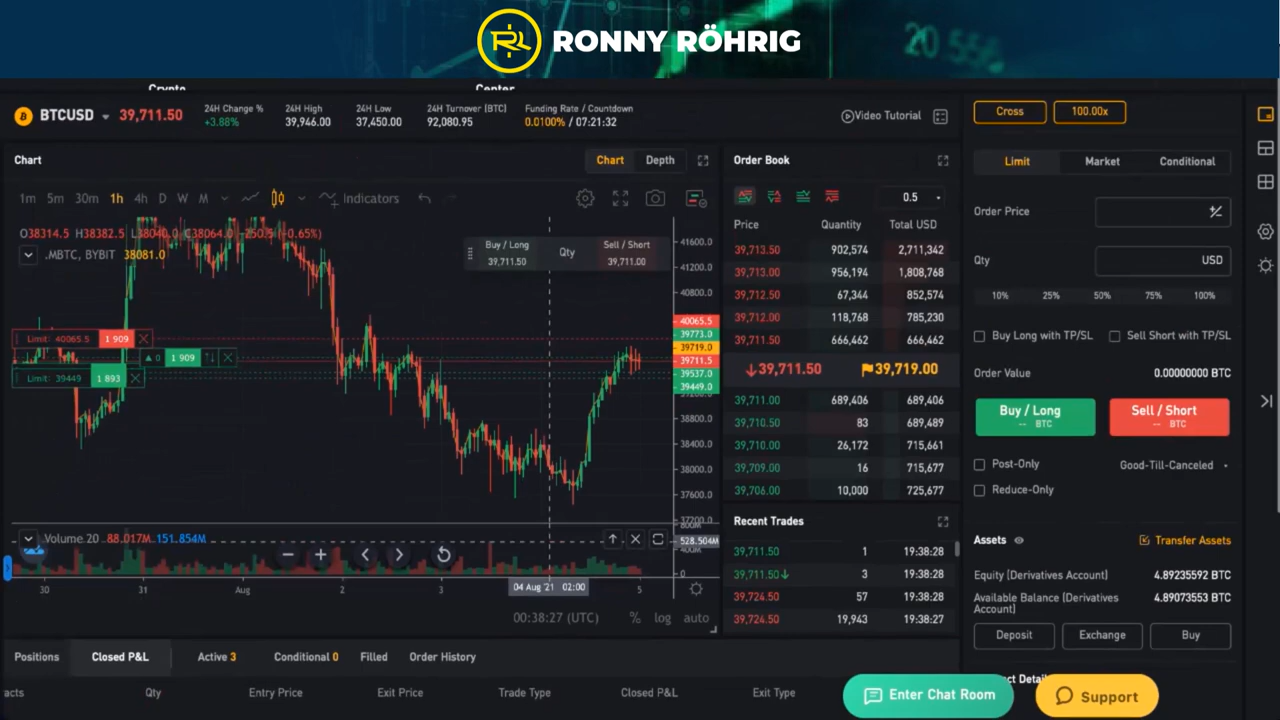 RONNY RÖHRIG
20 556
Crypto
Center
BTCUSD 39,711.50
24H Change % +3.88%
24H High 39,946.00
24H Low 37,450.00
24H Turnover (BTC) 92,080.95
Funding Rate / Countdown 0.0100% / 07:21:32
Video Tutorial
Cross 100.00x
Chart
Chart Depth
1m 5m 30m 1h 4h D W M Indicators
O38314.5 H38382.5 L38040.0 C38064.0 -250.5 (-0.65%)
.MBTC, BYBIT 38081.0
Buy / Long 39,711.50
Qty
Sell / Short 39,711.00
41600.0
41200.0
40800.0
40065.5
39773.0
39719.0
39711.5
39537.0
39449.0
38800.0
38400.0
38000.0
37600.0
37200.0
Limit: 40065.5 1 909
0 1 909
Limit: 39449 1 893
Volume 20 88.017M 151.854M
800M
528.504M
400M
0
30 31 Aug 2 3 04 Aug '21 02:00 5
00:38:27 (UTC) % log auto
Order Book
0.5
Price Quantity Total USD
39,713.50 902,574 2,711,342
39,713.00 956,194 1,808,768
39,712.50 67,344 852,574
39,712.00 118,768 785,230
39,711.50 666,462 666,462
39,711.50 39,719.00
39,711.00 689,406 689,406
39,710.50 83 689,489
39,710.00 26,172 715,661
39,709.00 16 715,677
39,706.00 10,000 725,677
Recent Trades
39,711.50 1 19:38:28
39,711.50 3 19:38:28
39,724.50 57 19:38:28
39,724.50 19,943 19:38:27
Limit Market Conditional
Order Price
Qty USD
10% 25% 50% 75% 100%
Buy Long with TP/SL Sell Short with TP/SL
Order Value 0.00000000 BTC
Buy / Long
-- BTC
Sell / Short
-- BTC
Post-Only Good-Till-Canceled
Reduce-Only
Assets Transfer Assets
Equity (Derivatives Account) 4.89235592 BTC
Available Balance (Derivatives Account) 4.89073553 BTC
Deposit Exchange Buy
Positions Closed P&L Active 3 Conditional 0 Filled Order History
acts Qty Entry Price Exit Price Trade Type Closed P&L Exit Type
Enter Chat Room
Support